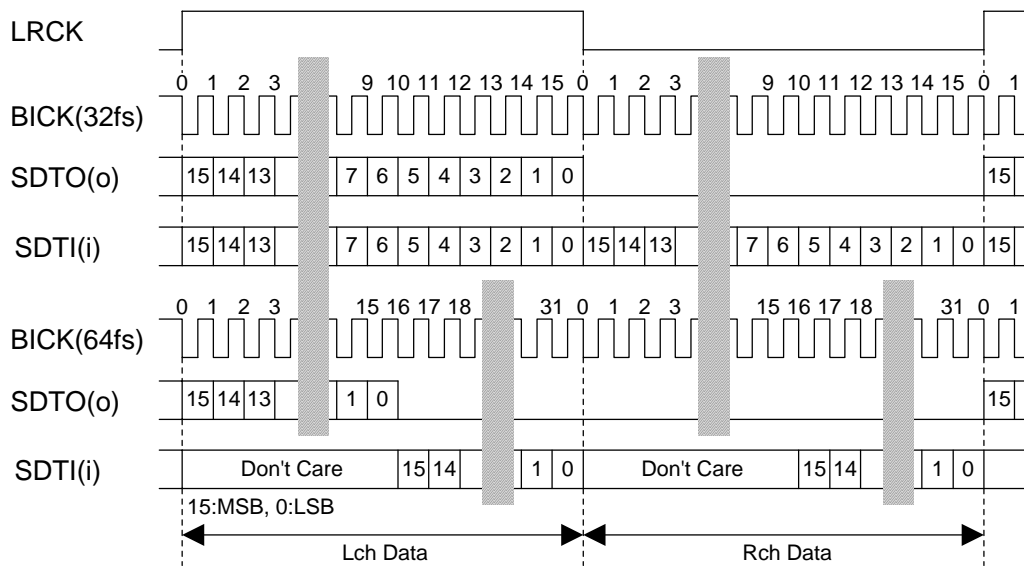 LRCK
0 1 2 3 9 10 11 12 13 14 15 0 1 2 3 9 10 11 12 13 14 15 0 1
BICK(32fs)
SDTO(o) 15 14 13 7 6 5 4 3 2 1 0 15
SDTI(i) 15 14 13 7 6 5 4 3 2 1 0 15 14 13 7 6 5 4 3 2 1 0 15
0 1 2 3 15 16 17 18 31 0 1 2 3 15 16 17 18 31 0 1
BICK(64fs)
SDTO(o) 15 14 13 1 0 15
SDTI(i) Don't Care 15 14 1 0 Don't Care 15 14 1 0
15:MSB, 0:LSB
Lch Data Rch Data